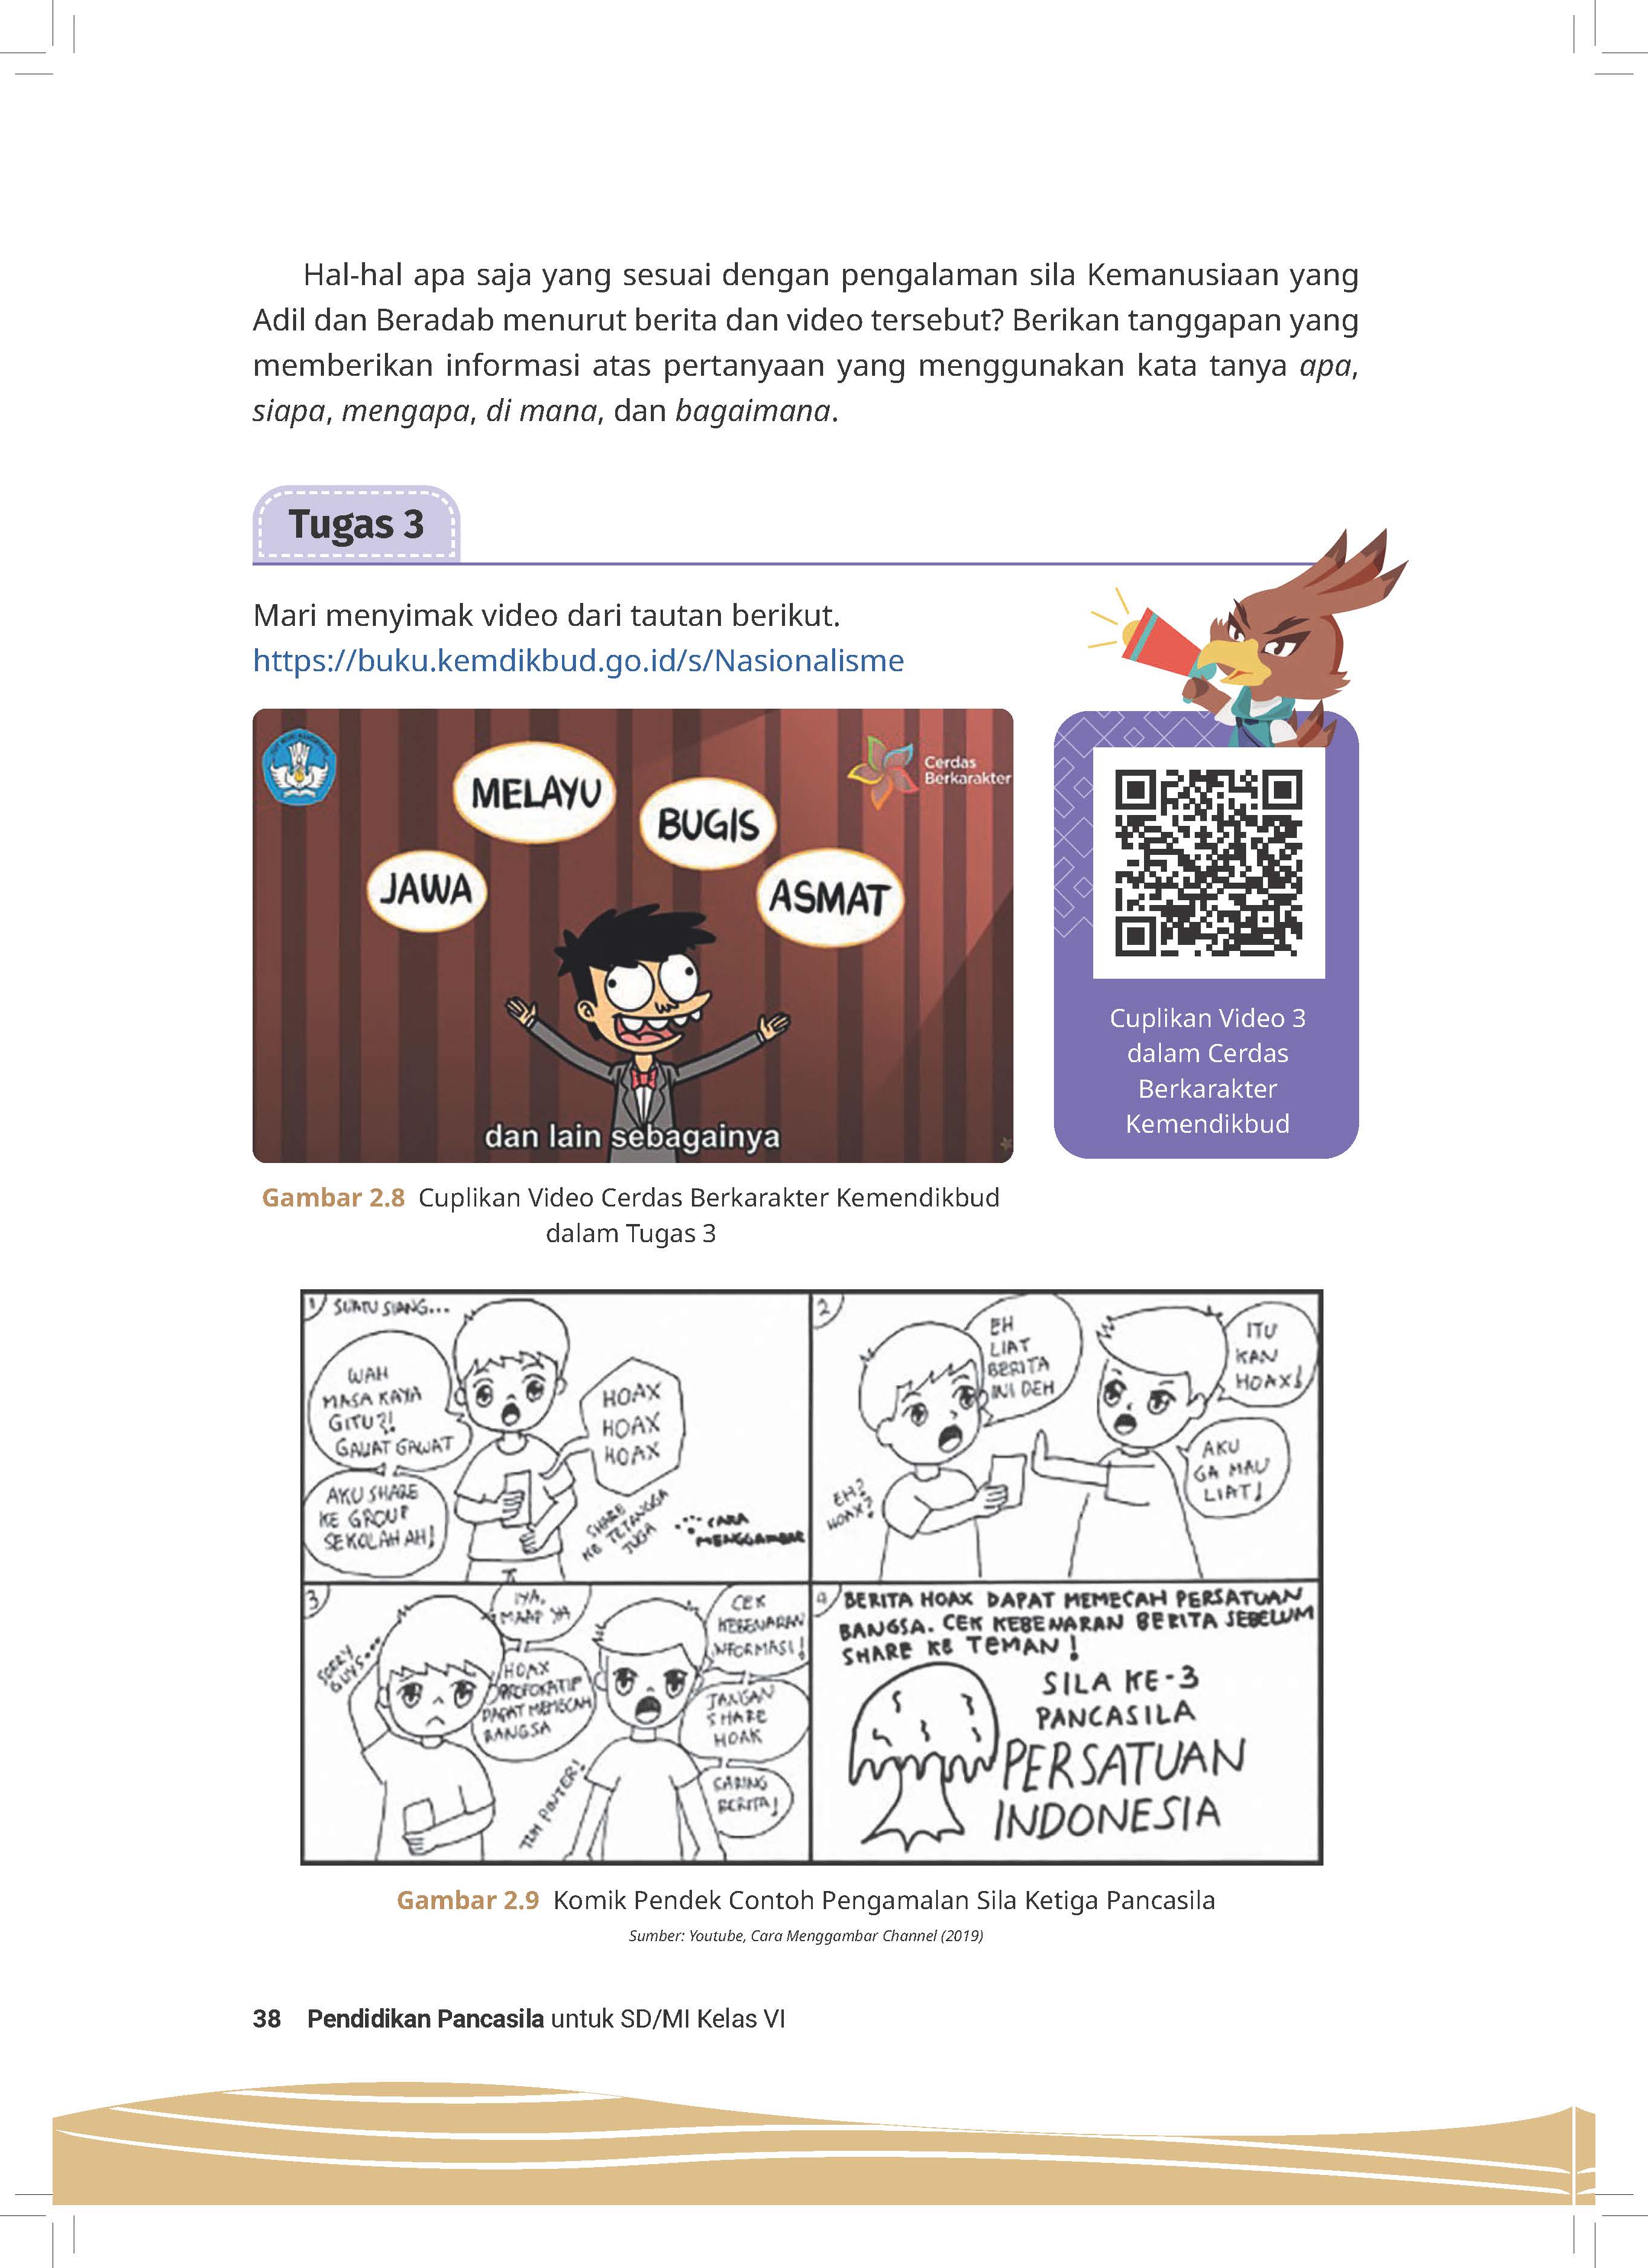 Hal-hal apa saja yang sesuai dengan pengalaman sila Kemanusiaan yang
Adil dan Beradab menurut berita dan video tersebut? Berikan tanggapan yang
memberikan informasi atas pertanyaan yang menggunakan kata tanya apa,
siapa, mengapa, di mana, dan bagaimana.
Tugas 3
Mari menyimak video dari tautan berikut.
https://buku.kemdikbud.go.id/s/Nasionalisme
MELAYU
BUGIS
JAWA
ASMAT
Cerdas
Berkarakter
dan lain sebagainya
Cuplikan Video 3
dalam Cerdas
Berkarakter
Kemendikbud
Gambar 2.8 Cuplikan Video Cerdas Berkarakter Kemendikbud
dalam Tugas 3
1 SUATU SIANG...
WAH
MASA KAYA
GITU?!
GAWAT GAWAT
AKU SHARE
KE GROUP
SEKOLAH AH!
HOAX
HOAX
HOAX
SHARE
KE TETANGGA
JUGA
CARA
MENGGAMBAR
2
EH
LIAT
BERITA
INI DEH
ITU
KAN
HOAX!
AKU
GA MAU
LIAT!
EH?
HOAX?
3
SORRY
GUYS...
IYA,
MAAP YA
HOAX
PROFOKATIF
DAPAT MEMECAH
BANGSA
CEK
KEBENARAN
INFORMASI!
JANGAN
SHARE
HOAK
SARING
BERITA!
TUH PINTER!
4 BERITA HOAX DAPAT MEMECAH PERSATUAN
BANGSA. CEK KEBENARAN BERITA SEBELUM
SHARE KE TEMAN!
SILA KE-3
PANCASILA
PERSATUAN
INDONESIA
Gambar 2.9 Komik Pendek Contoh Pengamalan Sila Ketiga Pancasila
Sumber: Youtube, Cara Menggambar Channel (2019)
38 Pendidikan Pancasila untuk SD/MI Kelas VI